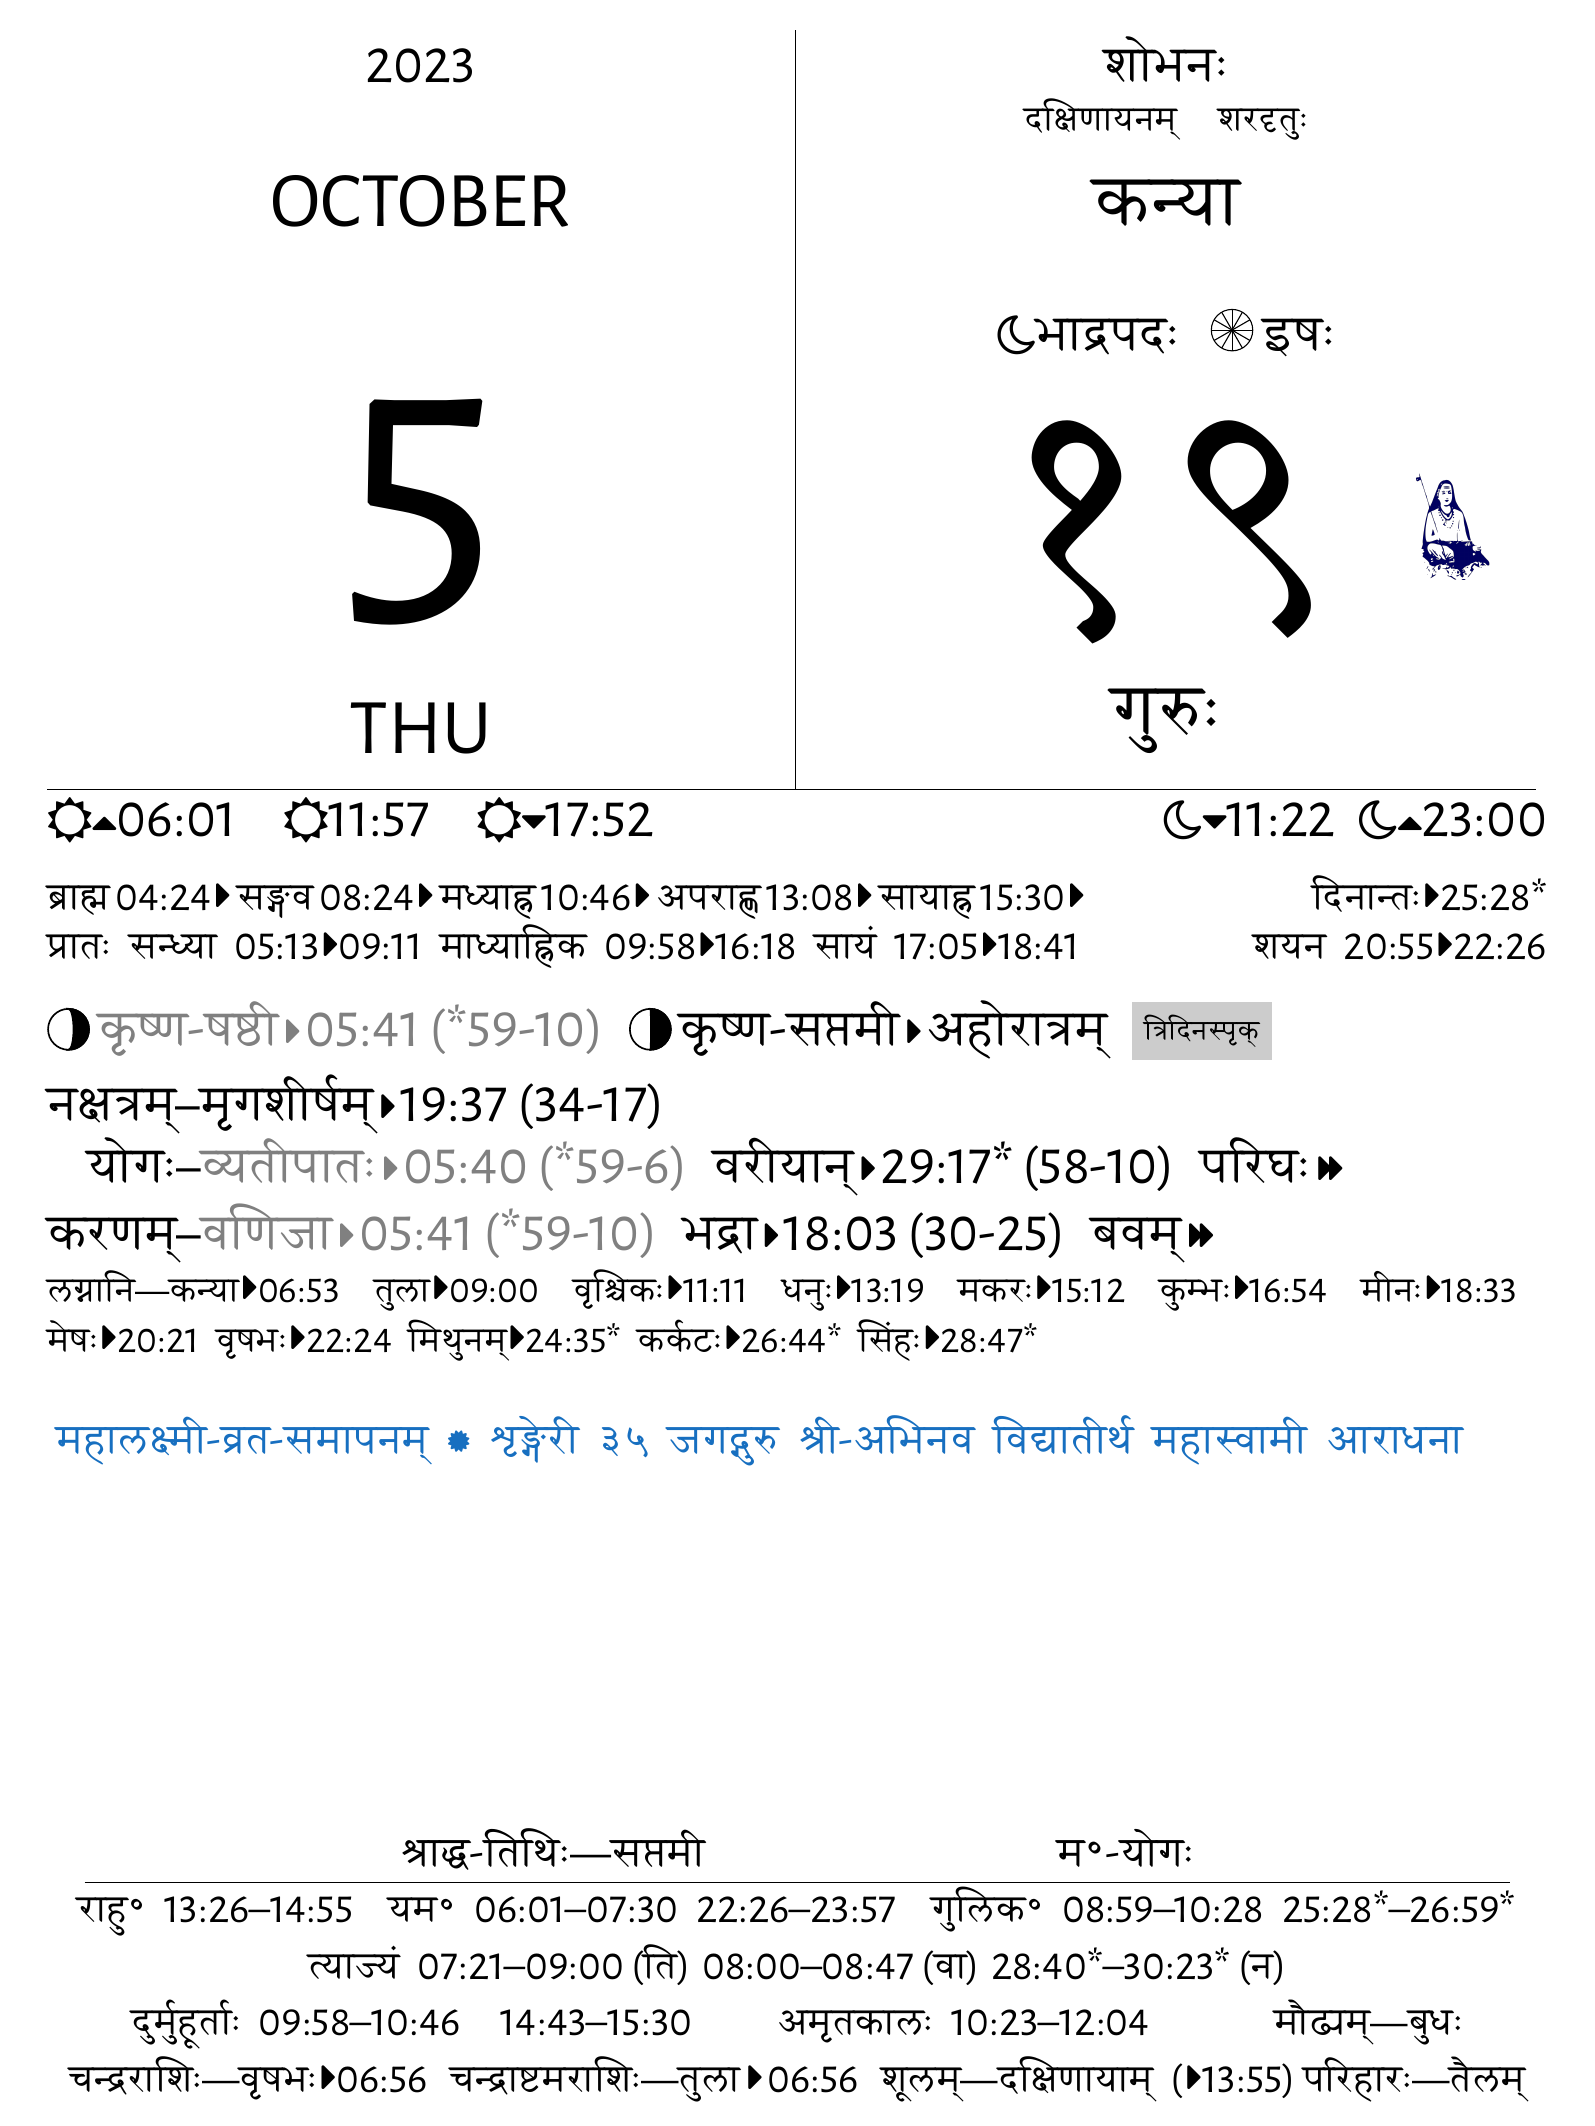 2023
OCTOBER
5
THU
शोभनः
दक्षिणायनम् शरदृतुः
कन्या
भाद्रपदः इषः
१९
गुरुः
06:01 11:57 17:52 11:22 23:00
ब्राह्म 04:24 सङ्गव 08:24 मध्याह्न 10:46 अपराह्ण 13:08 सायाह्न 15:30 दिनान्तः 25:28*
प्रातः सन्ध्या 05:13 09:11 माध्याह्निक 09:58 16:18 सायं 17:05 18:41 शयन 20:55 22:26
कृष्ण-षष्ठी 05:41 (*59-10) कृष्ण-सप्तमी अहोरात्रम् त्रिदिनस्पृक्
नक्षत्रम्–मृगशीर्षम् 19:37 (34-17)
योगः–व्यतीपातः 05:40 (*59-6) वरीयान् 29:17* (58-10) परिघः
करणम्–वणिजा 05:41 (*59-10) भद्रा 18:03 (30-25) बवम्
लग्नानि—कन्या 06:53 तुला 09:00 वृश्चिकः 11:11 धनुः 13:19 मकरः 15:12 कुम्भः 16:54 मीनः 18:33
मेषः 20:21 वृषभः 22:24 मिथुनम् 24:35* कर्कटः 26:44* सिंहः 28:47*
महालक्ष्मी-व्रत-समापनम् ✹ शृङ्गेरी ३५ जगद्गुरु श्री-अभिनव विद्यातीर्थ महास्वामी आराधना
श्राद्ध-तिथिः—सप्तमी म॰-योगः
राहु॰ 13:26–14:55 यम॰ 06:01–07:30 22:26–23:57 गुलिक॰ 08:59–10:28 25:28*–26:59*
त्याज्यं 07:21–09:00 (ति) 08:00–08:47 (वा) 28:40*–30:23* (न)
दुर्मुहूर्ताः 09:58–10:46 14:43–15:30 अमृतकालः 10:23–12:04 मौढ्यम्—बुधः
चन्द्रराशिः—वृषभः 06:56 चन्द्राष्टमराशिः—तुला 06:56 शूलम्—दक्षिणायाम् (13:55) परिहारः—तैलम्